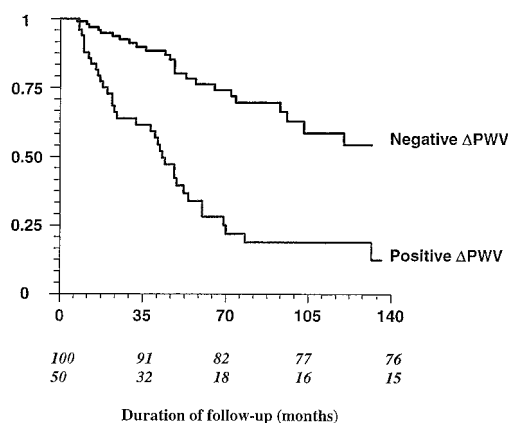 1
0.75
Negative ΔPWV
0.50
0.25
Positive ΔPWV
0
0 35 70 105 140
100 91 82 77 76
50 32 18 16 15
Duration of follow-up (months)